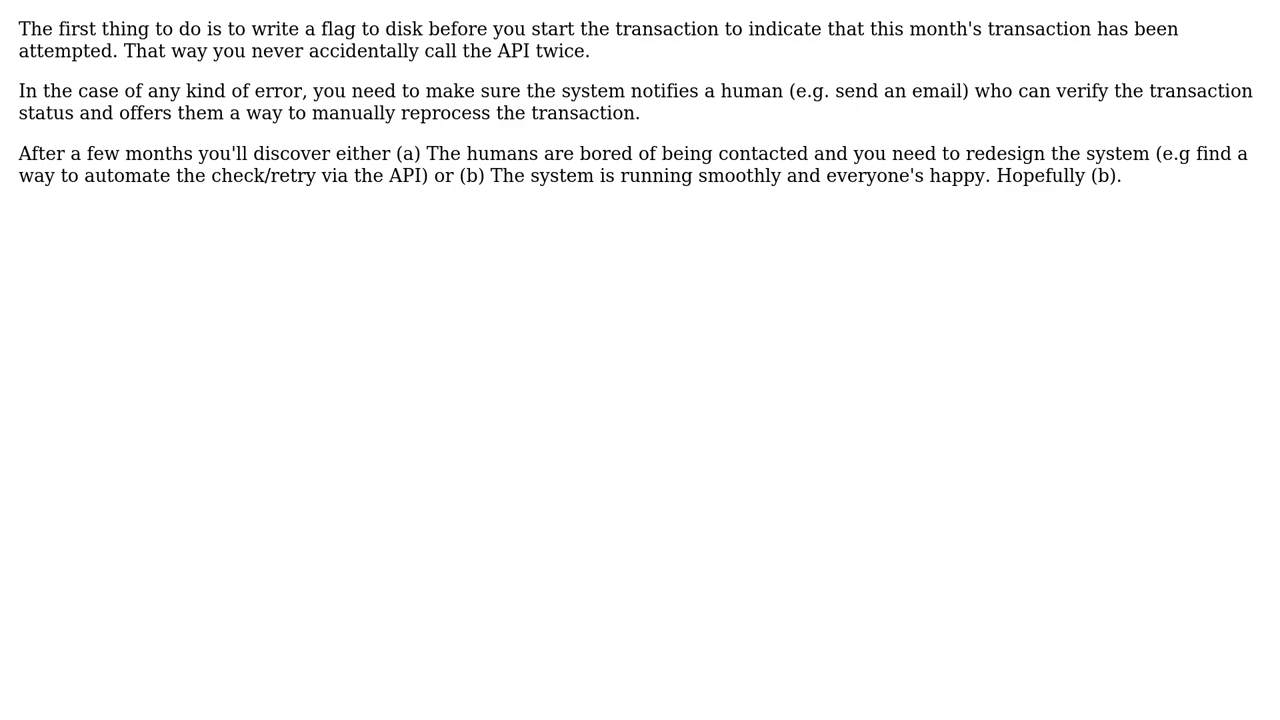 The first thing to do is to write a flag to disk before you start the transaction to indicate that this month's transaction has been
attempted. That way you never accidentally call the API twice.
In the case of any kind of error, you need to make sure the system notifies a human (e.g. send an email) who can verify the transaction
status and offers them a way to manually reprocess the transaction.
After a few months you'll discover either (a) The humans are bored of being contacted and you need to redesign the system (e.g find a
way to automate the check/retry via the API) or (b) The system is running smoothly and everyone's happy. Hopefully (b).